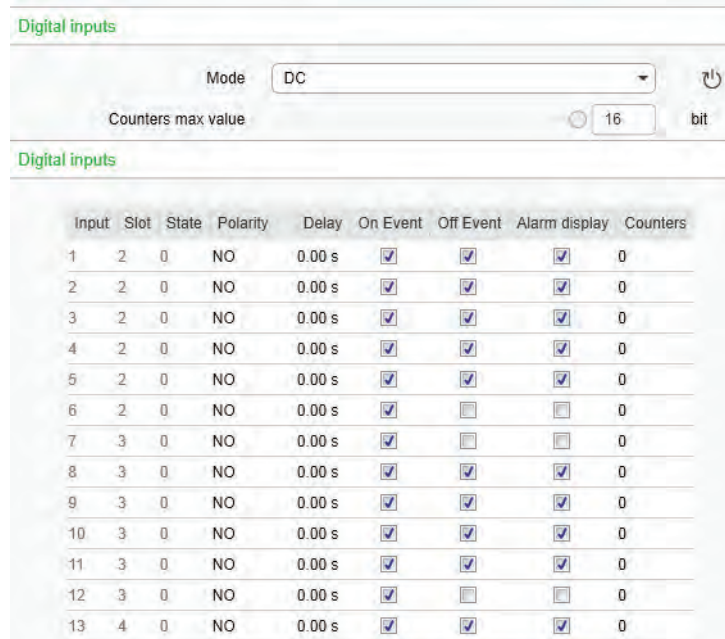 Digital inputs
Mode DC
Counters max value 16 bit
Digital inputs
Input Slot State Polarity Delay On Event Off Event Alarm display Counters
1 2 0 NO 0.00 s 0
2 2 0 NO 0.00 s 0
3 2 0 NO 0.00 s 0
4 2 0 NO 0.00 s 0
5 2 0 NO 0.00 s 0
6 2 0 NO 0.00 s 0
7 3 0 NO 0.00 s 0
8 3 0 NO 0.00 s 0
9 3 0 NO 0.00 s 0
10 3 0 NO 0.00 s 0
11 3 0 NO 0.00 s 0
12 3 0 NO 0.00 s 0
13 4 0 NO 0.00 s 0